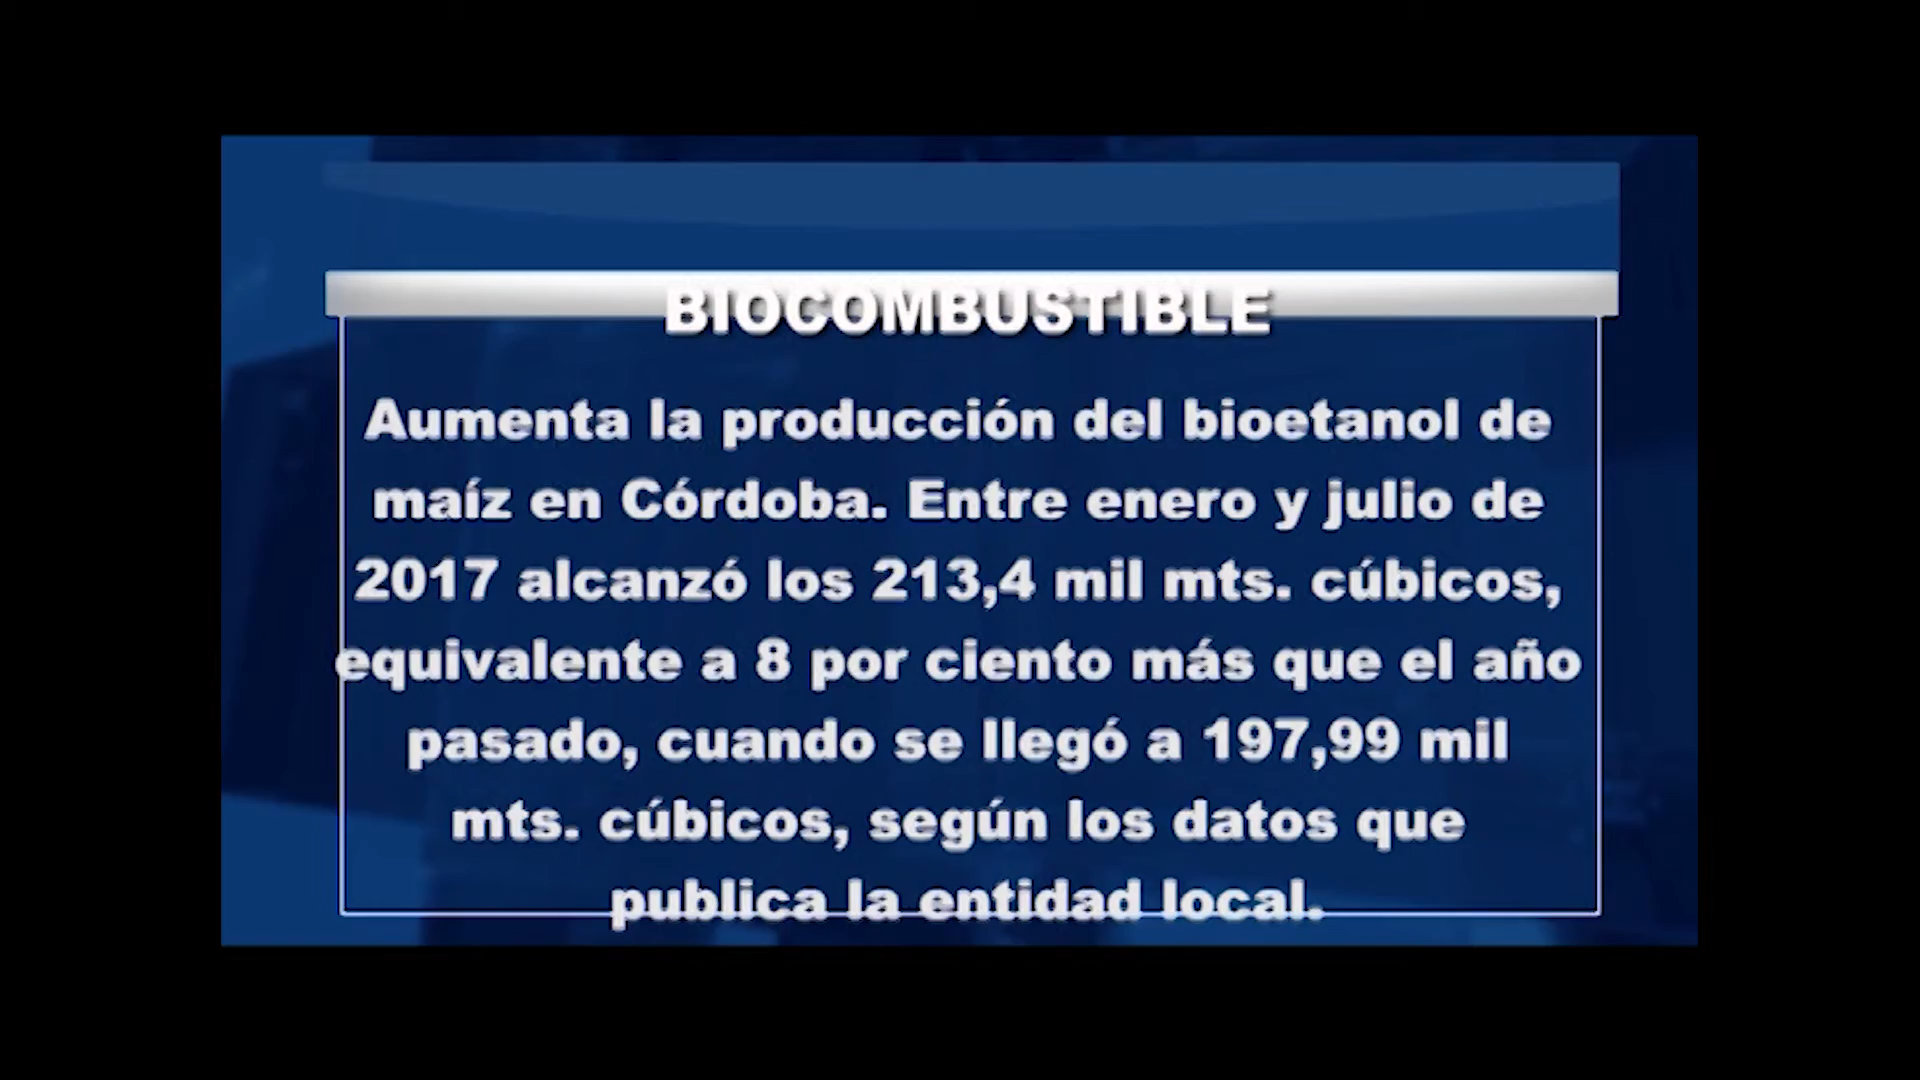 BIOCOMBUSTIBLE
Aumenta la producción del bioetanol de
maíz en Córdoba. Entre enero y julio de
2017 alcanzó los 213,4 mil mts. cúbicos,
equivalente a 8 por ciento más que el año
pasado, cuando se llegó a 197,99 mil
mts. cúbicos, según los datos que
publica la entidad local.